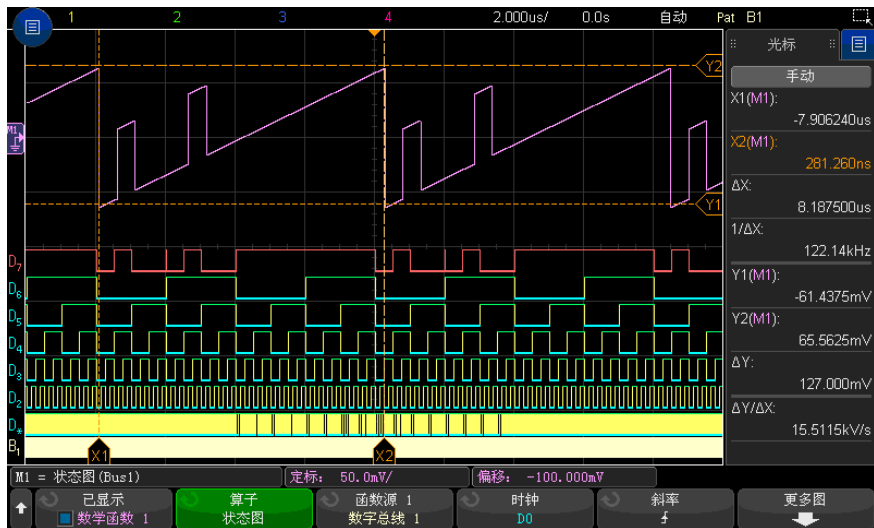 1 2 3 4 2.000us/ 0.0s 自动 Pat B1
光标
手动
X1(M1):
-7.906240us
X2(M1):
281.260ns
ΔX:
8.187500us
1/ΔX:
122.14kHz
Y1(M1):
-61.4375mV
Y2(M1):
65.5625mV
ΔY:
127.000mV
ΔY/ΔX:
15.5115kV/s
Y2
M1
Y1
D7
D6
D5
D4
D3
D2
D*
B1
X1 X2
M1 = 状态图(Bus1) 定标: 50.0mV/ 偏移: -100.000mV
已显示 算子 函数源 1 时钟 斜率 更多图
数学函数 1 状态图 数字总线 1 D0